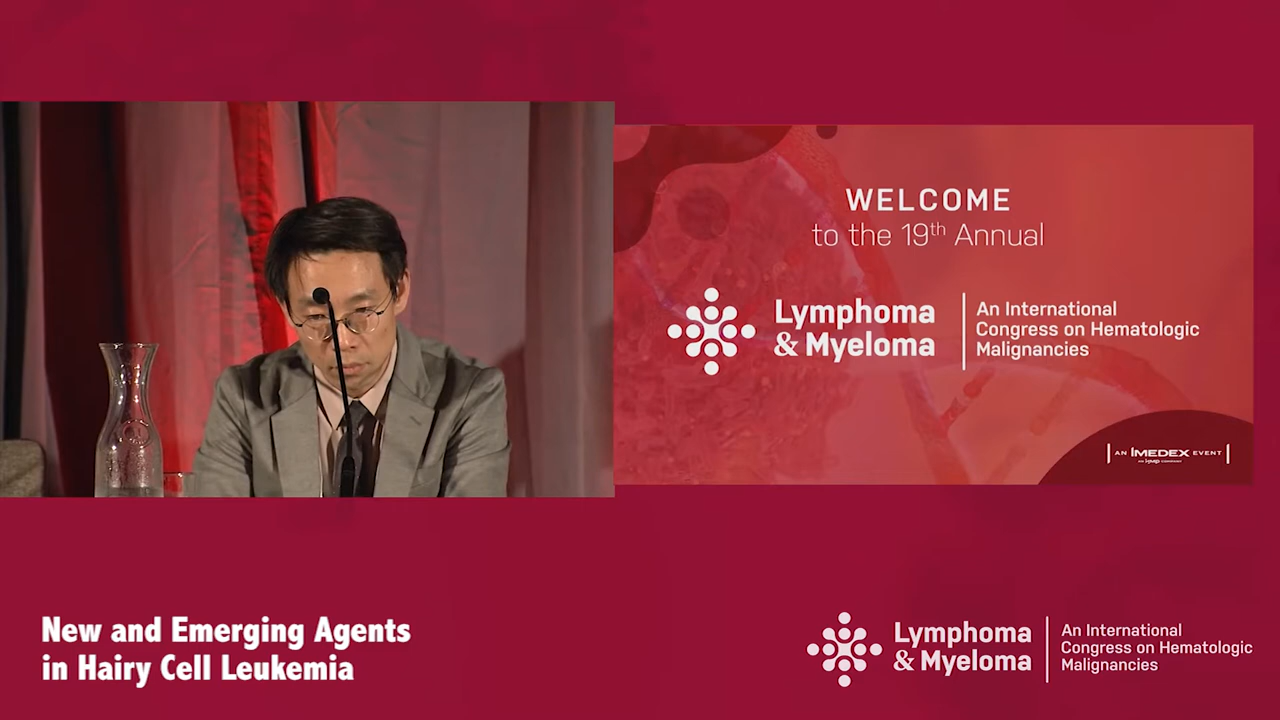 WELCOME
to the 19th Annual
Lymphoma
& Myeloma
An International
Congress on Hematologic
Malignancies
AN IMEDEX EVENT
New and Emerging Agents
in Hairy Cell Leukemia
Lymphoma
& Myeloma
An International
Congress on Hematologic
Malignancies